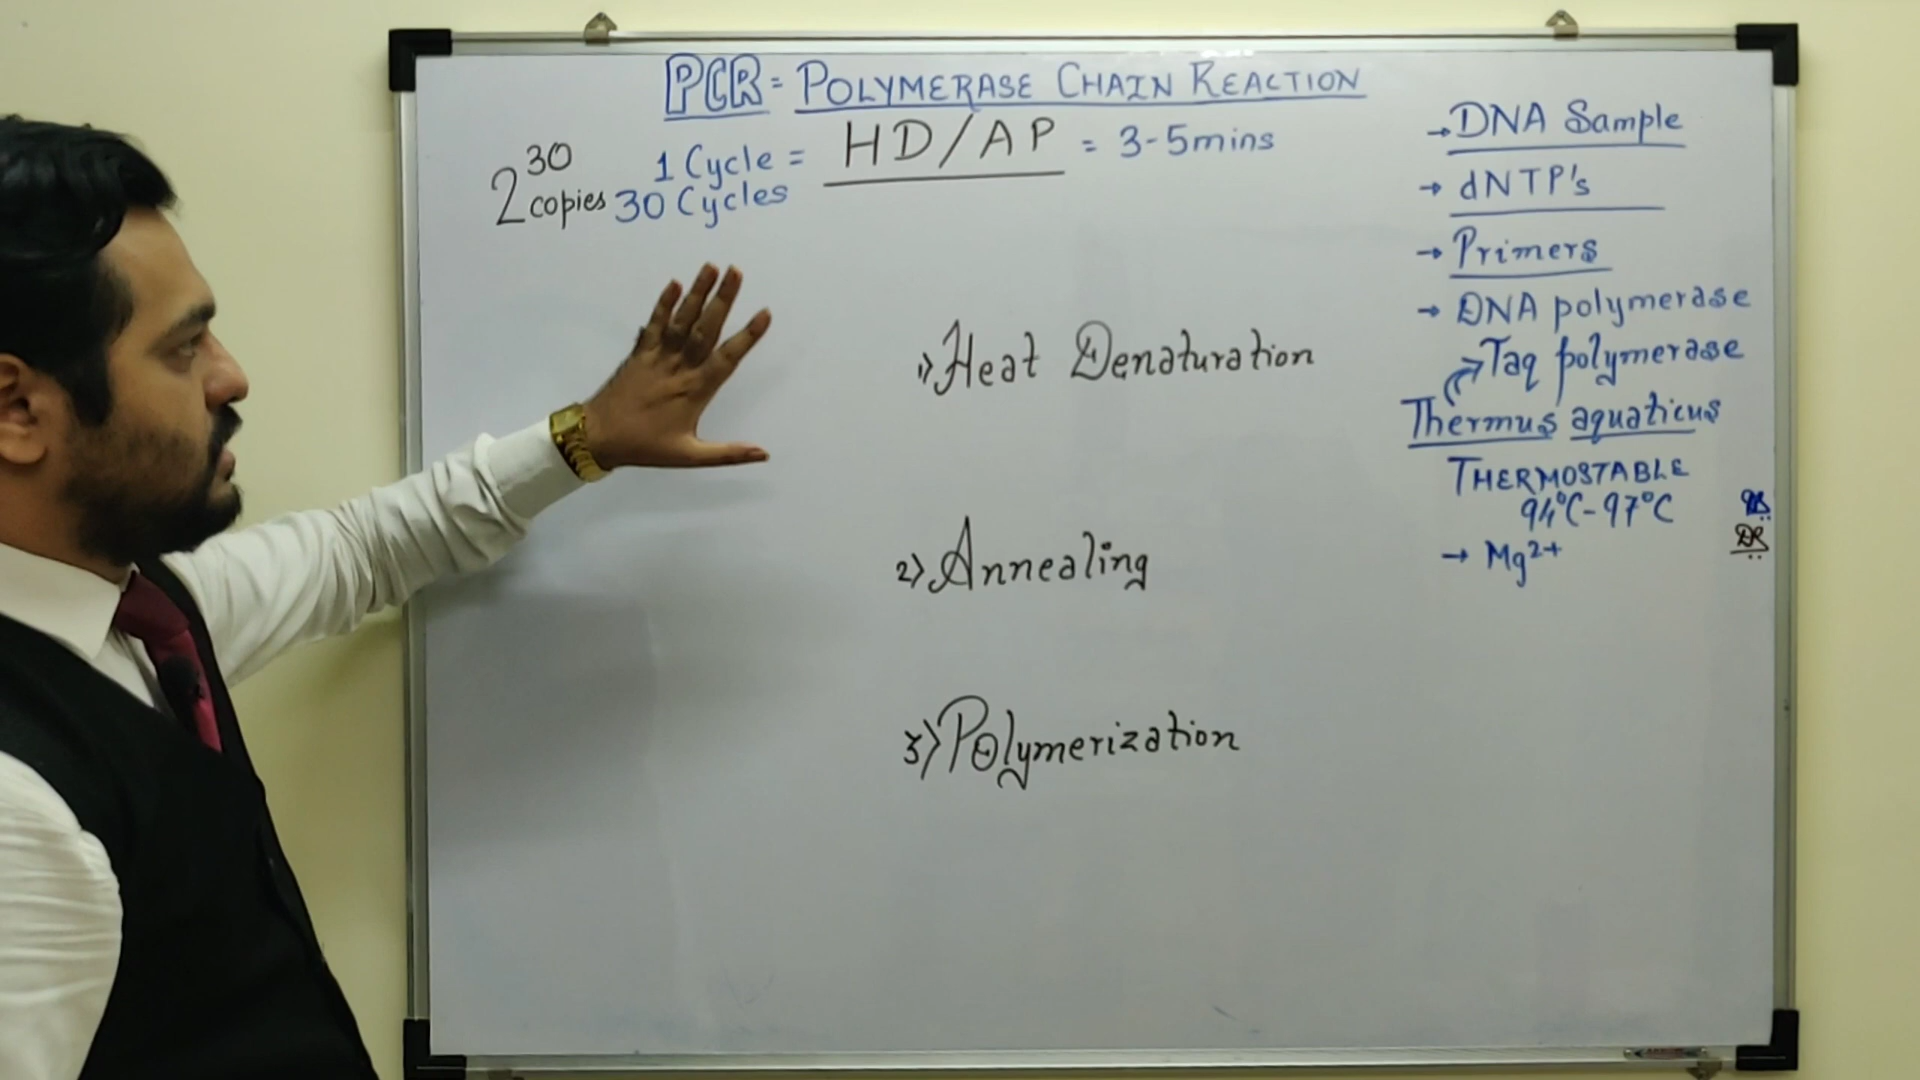 PCR = POLYMERASE CHAIN REACTION
2^30 copies
1 Cycle = HD/AP = 3-5mins
30 Cycles
1) Heat Denaturation
2) Annealing
3) Polymerization
→ DNA Sample
→ dNTP's
→ Primers
→ DNA polymerase
→ Taq polymerase
Thermus aquaticus
THERMOSTABLE
94°C - 97°C
→ Mg2+